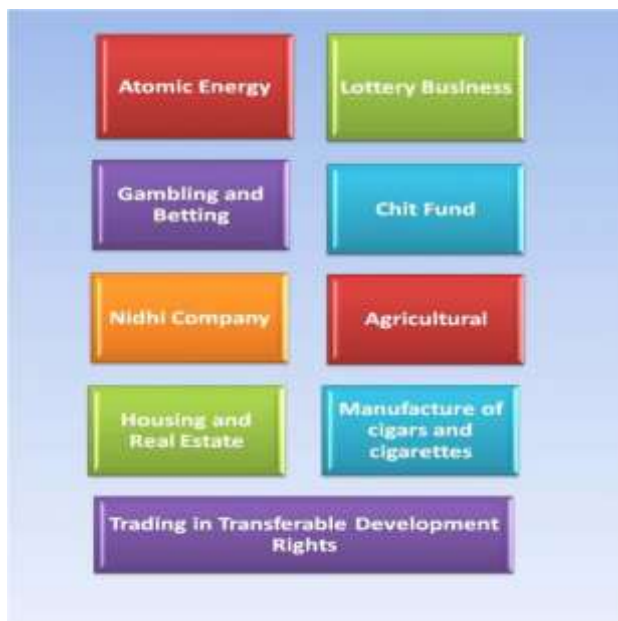 Atomic Energy
Lottery Business
Gambling and
Betting
Chit Fund
Nidhi Company
Agricultural
Housing and
Real Estate
Manufacture of
cigars and
cigarettes
Trading in Transferable Development
Rights